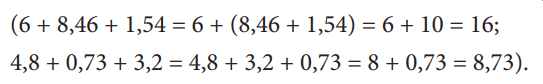 (6 + 8,46 + 1,54 = 6 + (8,46 + 1,54) = 6 + 10 = 16;
4,8 + 0,73 + 3,2 = 4,8 + 3,2 + 0,73 = 8 + 0,73 = 8,73).